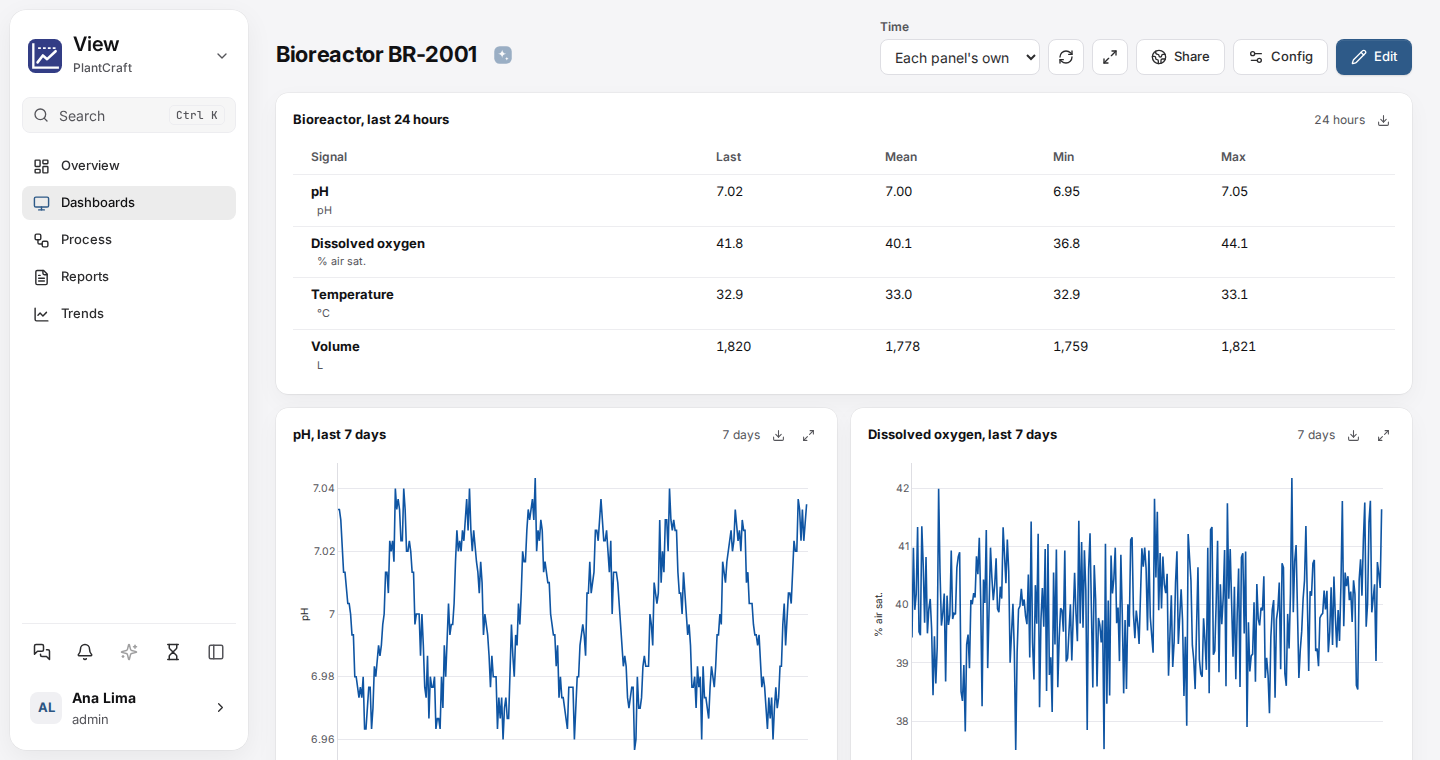 View
PlantCraft
Search Ctrl K
Overview
Dashboards
Process
Reports
Trends
AL
Ana Lima
admin
Bioreactor BR-2001
Time
Each panel's own
Share
Config
Edit
Bioreactor, last 24 hours
24 hours
Signal Last Mean Min Max
pH 7.02 7.00 6.95 7.05
pH
Dissolved oxygen 41.8 40.1 36.8 44.1
% air sat.
Temperature 32.9 33.0 32.9 33.1
°C
Volume 1,820 1,778 1,759 1,821
L
pH, last 7 days
7 days
7.04
7.02
7
6.98
6.96
pH
Dissolved oxygen, last 7 days
7 days
42
41
40
39
38
% air sat.